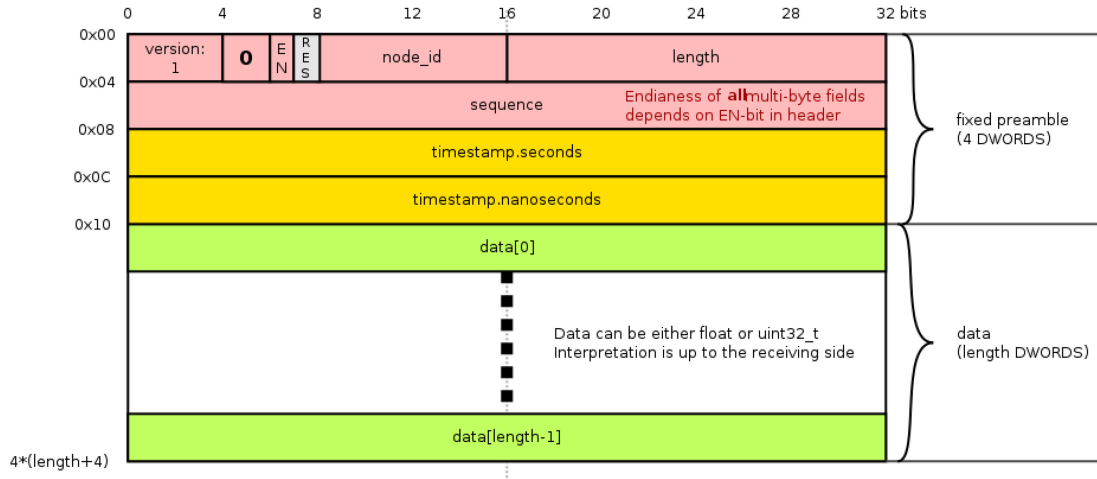 0 4 8 12 16 20 24 28 32 bits
0x00
version:
1
0
E
N
R
E
S
node_id
length
0x04
sequence
Endianess of all multi-byte fields
depends on EN-bit in header
0x08
timestamp.seconds
0x0C
timestamp.nanoseconds
0x10
fixed preamble
(4 DWORDS)
data[0]
Data can be either float or uint32_t
Interpretation is up to the receiving side
data
(length DWORDS)
data[length-1]
4*(length+4)